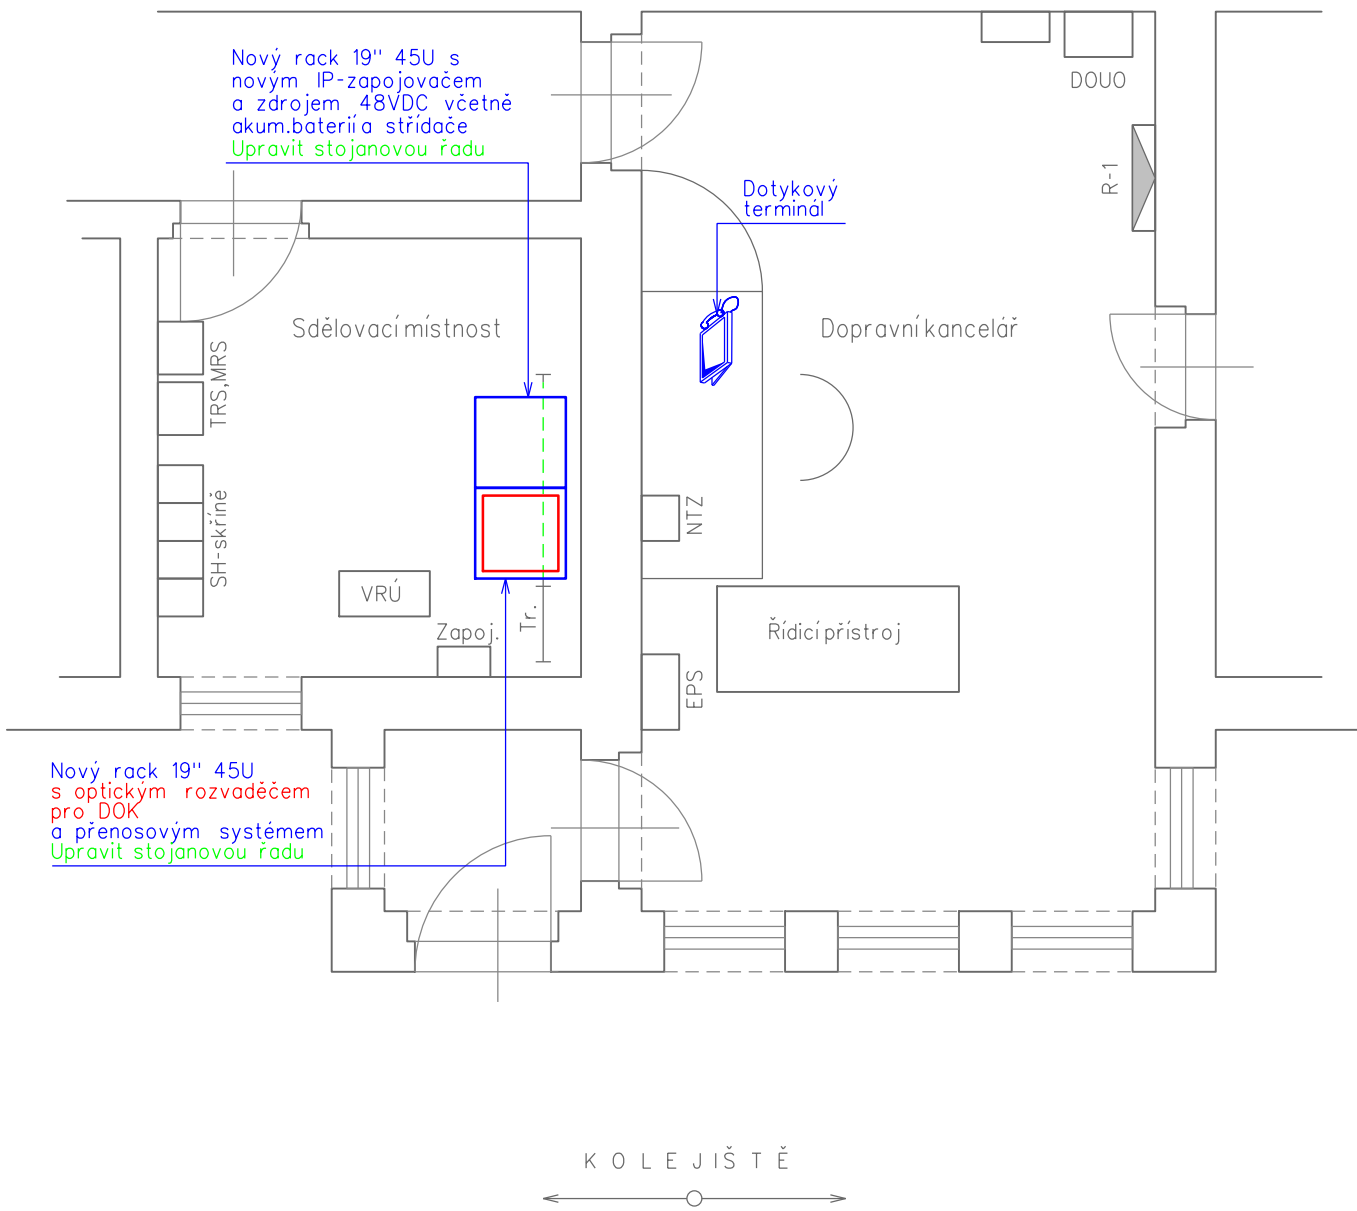 Nový rack 19" 45U s
novým IP-zapojovačem
a zdrojem 48VDC včetně
akum.baterií a střídače
Upravit stojanovou řadu
DOUO
R-1
Dotykový
terminál
Sdělovací místnost
Dopravní kancelář
TRS,MRS
SH-skříně
NTZ
VRÚ
Zapoj.
Tr.
Řídicí přístroj
EPS
Nový rack 19" 45U
s optickým rozvaděčem
pro DOK
a přenosovým systémem
Upravit stojanovou řadu
KOLEJIŠTĚ